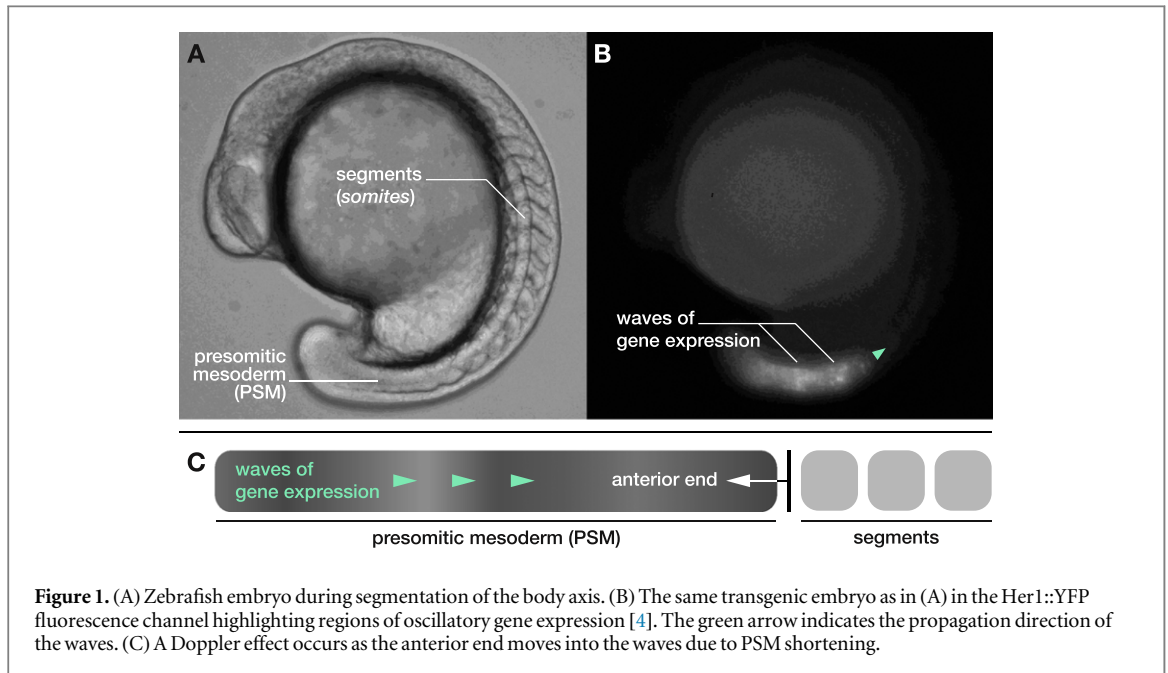 A
segments
(somites)
presomitic
mesoderm
(PSM)
B
waves of
gene expression
C
waves of
gene expression
anterior end
presomitic mesoderm (PSM)
segments
Figure 1. (A) Zebrafish embryo during segmentation of the body axis. (B) The same transgenic embryo as in (A) in the Her1::YFP
fluorescence channel highlighting regions of oscillatory gene expression [4]. The green arrow indicates the propagation direction of
the waves. (C) A Doppler effect occurs as the anterior end moves into the waves due to PSM shortening.